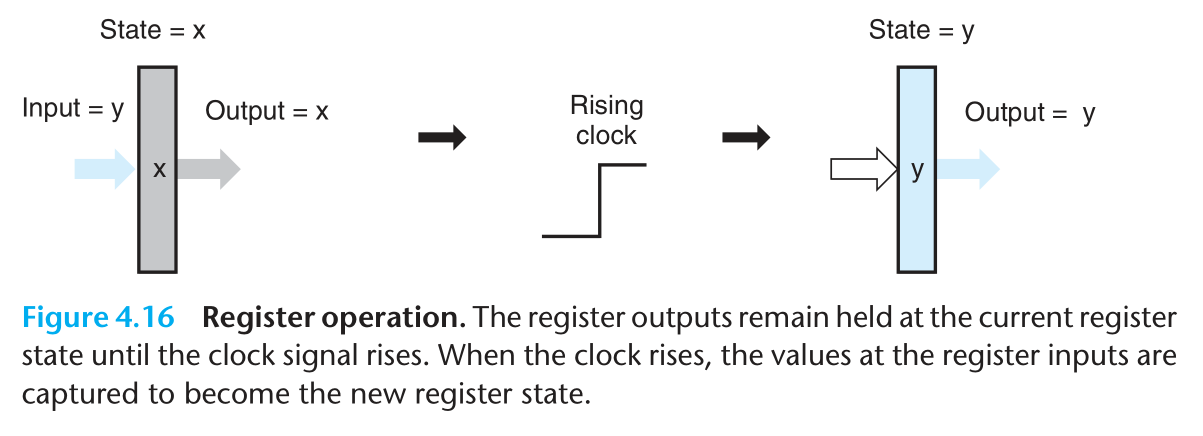 State = x
Input = y
Output = x
x
Rising
clock
State = y
Output = y
y
Figure 4.16 Register operation. The register outputs remain held at the current register
state until the clock signal rises. When the clock rises, the values at the register inputs are
captured to become the new register state.